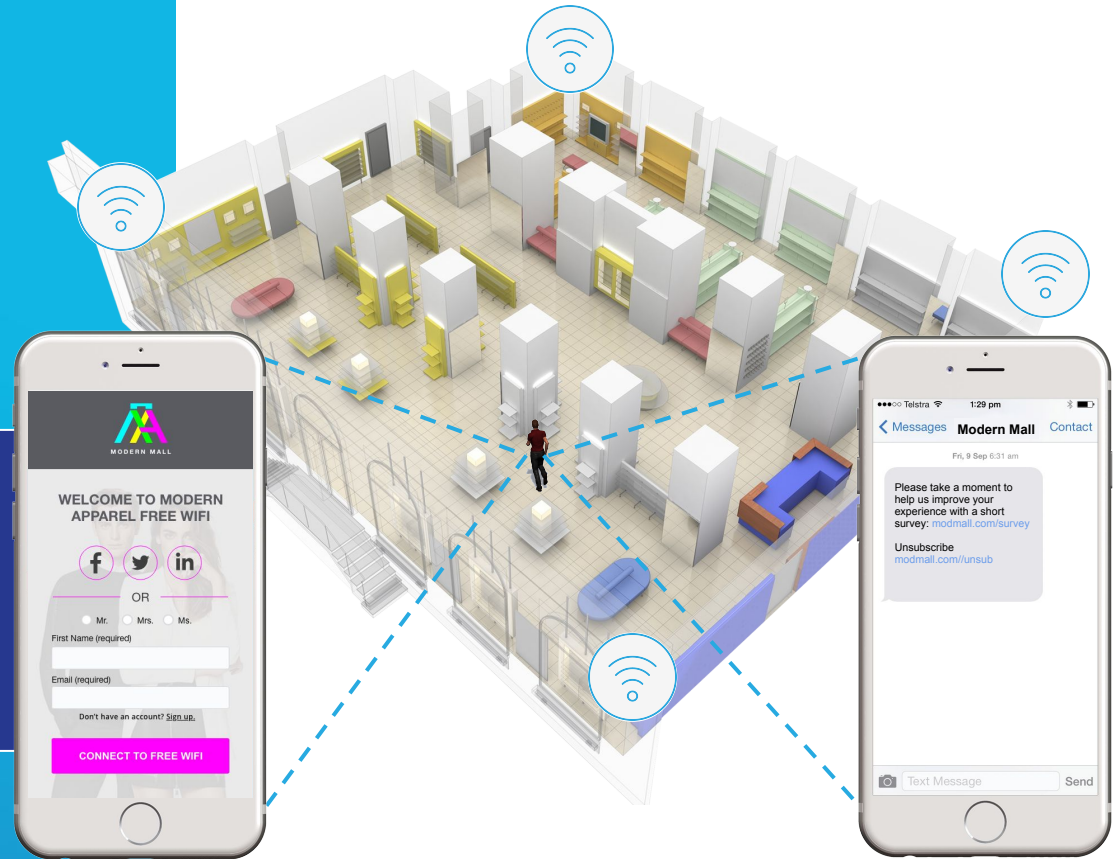 MODERN MALL
WELCOME TO MODERN
APPAREL FREE WIFI
f
in
OR
Mr. Mrs. Ms.
First Name (required)
Email (required)
Don't have an account? Sign up.
CONNECT TO FREE WIFI
Telstra 1:29 pm
Messages Modern Mall Contact
Fri, 9 Sep 6:31 am
Please take a moment to
help us improve your
experience with a short
survey: modmall.com/survey
Unsubscribe
modmall.com//unsub
Text Message Send